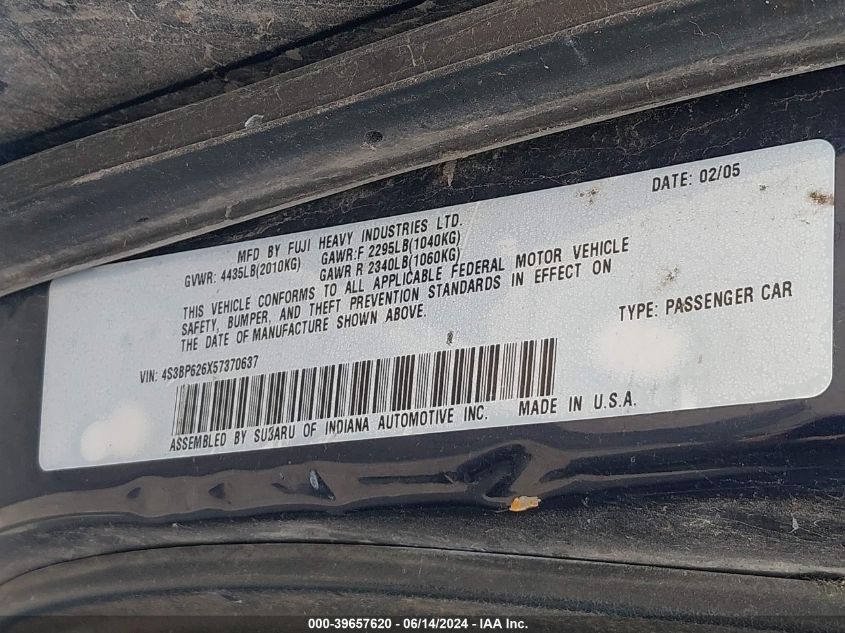 DATE: 02/05
MFD BY FUJI HEAVY INDUSTRIES LTD.
GVWR: 4435LB(2010KG) GAWR:F 2295LB(1040KG)
GAWR R 2340LB(1060KG)
THIS VEHICLE CONFORMS TO ALL APPLICABLE FEDERAL MOTOR VEHICLE
SAFETY, BUMPER, AND THEFT PREVENTION STANDARDS IN EFFECT ON
THE DATE OF MANUFACTURE SHOWN ABOVE.
TYPE: PASSENGER CAR
VIN: 4S3BP626X57370637
ASSEMBLED BY SUBARU OF INDIANA AUTOMOTIVE INC. MADE IN U.S.A.
000-39657620 - 06/14/2024 - IAA Inc.